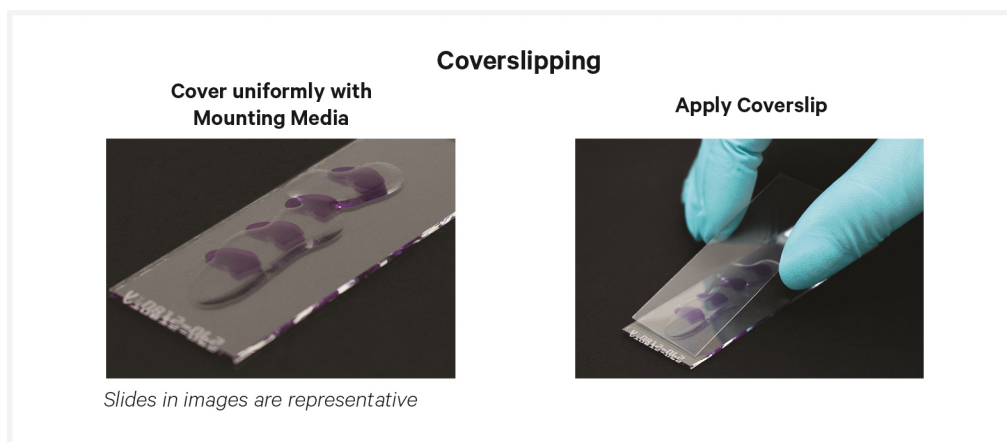 Coverslipping
Cover uniformly with
Mounting Media
Apply Coverslip
Slides in images are representative